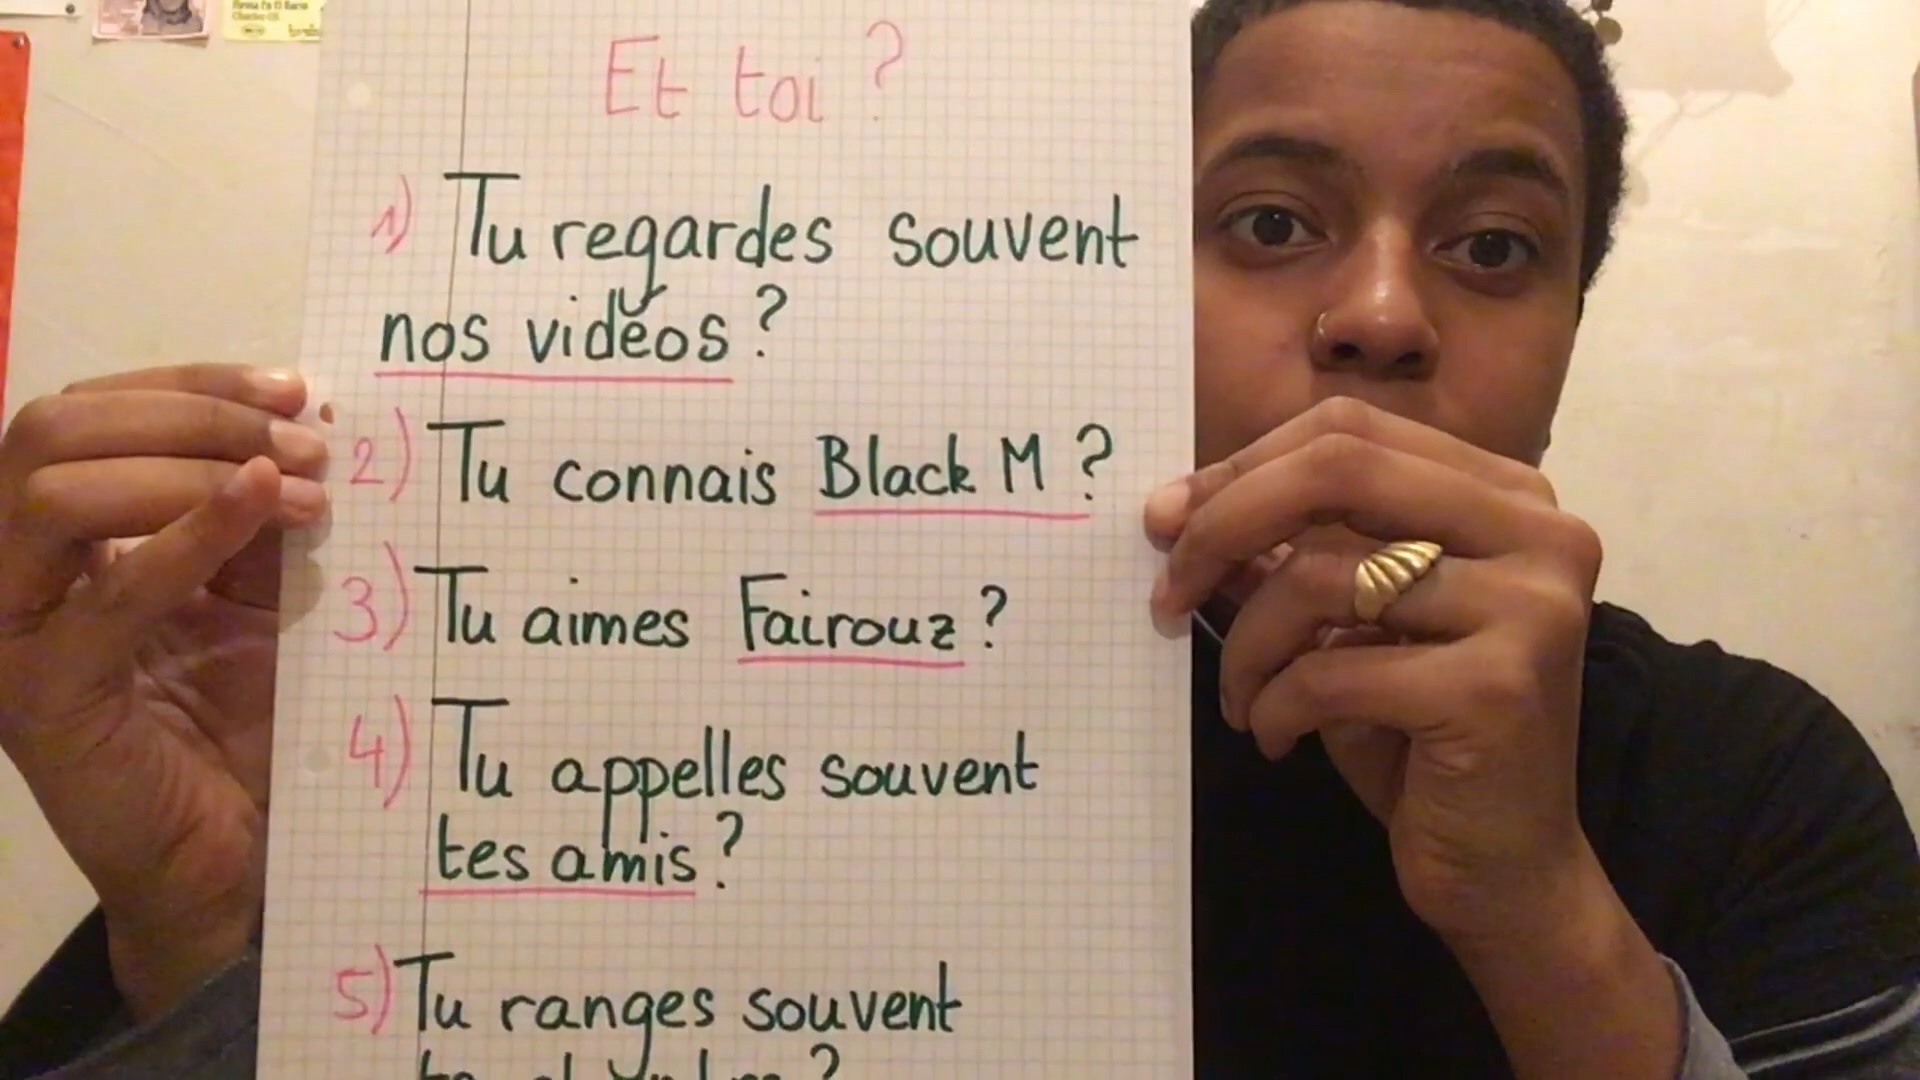 Et toi ?
1) Tu regardes souvent
nos vidéos ?
2) Tu connais Black M ?
3) Tu aimes Fairouz ?
4) Tu appelles souvent
tes amis ?
5) Tu ranges souvent